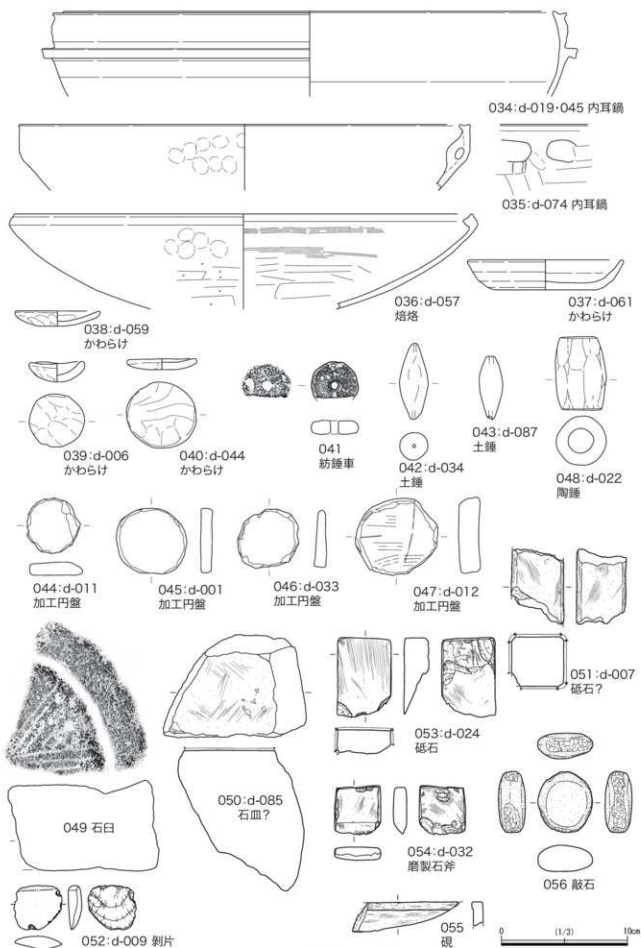 034:d-019・045 内耳鍋
035:d-074 内耳鍋
036:d-057
焙烙
037:d-061
かわらけ
038:d-059
かわらけ
039:d-006
かわらけ
040:d-044
かわらけ
041
紡錘車
042:d-034
土錘
043:d-087
土錘
048:d-022
陶錘
044:d-011
加工円盤
045:d-001
加工円盤
046:d-033
加工円盤
047:d-012
加工円盤
051:d-007
砥石?
053:d-024
砥石
049 石臼
050:d-085
石皿?
054:d-032
磨製石斧
056 敲石
052:d-009 剝片
055
硯
0 (1/3) 10cm